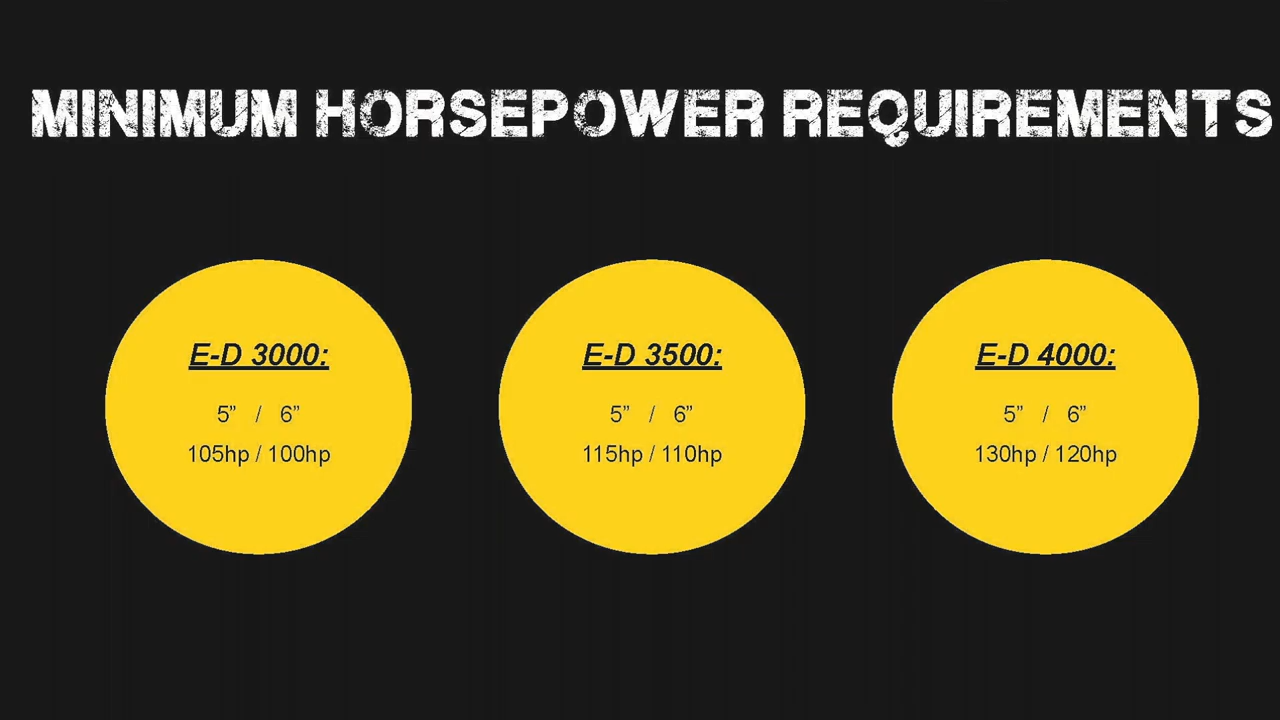 MINIMUM HORSEPOWER REQUIREMENTS
E-D 3000:
5” / 6”
105hp / 100hp
E-D 3500:
5” / 6”
115hp / 110hp
E-D 4000:
5” / 6”
130hp / 120hp